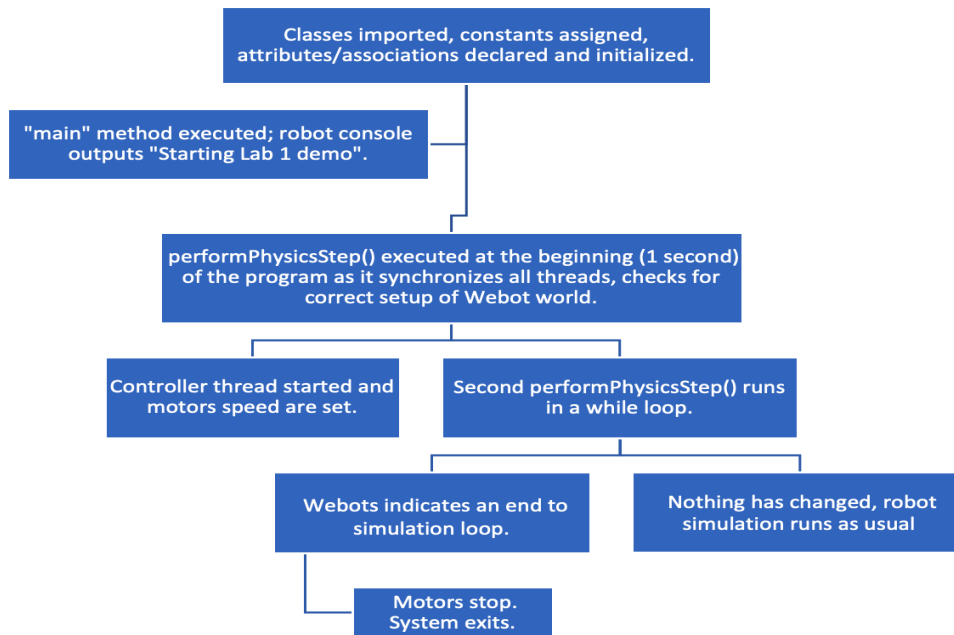 Classes imported, constants assigned,
attributes/associations declared and initialized.
"main" method executed; robot console
outputs "Starting Lab 1 demo".
performPhysicsStep() executed at the beginning (1 second)
of the program as it synchronizes all threads, checks for
correct setup of Webot world.
Controller thread started and
motors speed are set.
Second performPhysicsStep() runs
in a while loop.
Webots indicates an end to
simulation loop.
Nothing has changed, robot
simulation runs as usual
Motors stop.
System exits.